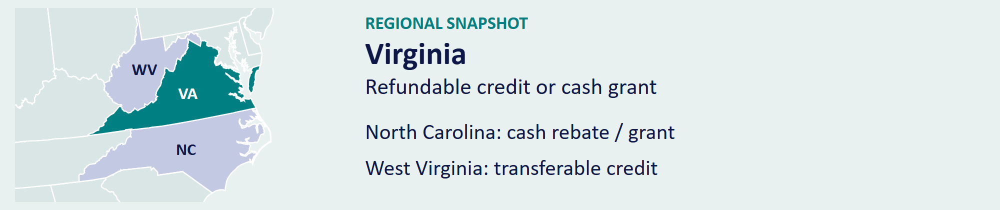 WV
VA
NC
REGIONAL SNAPSHOT
Virginia
Refundable credit or cash grant
North Carolina: cash rebate / grant
West Virginia: transferable credit